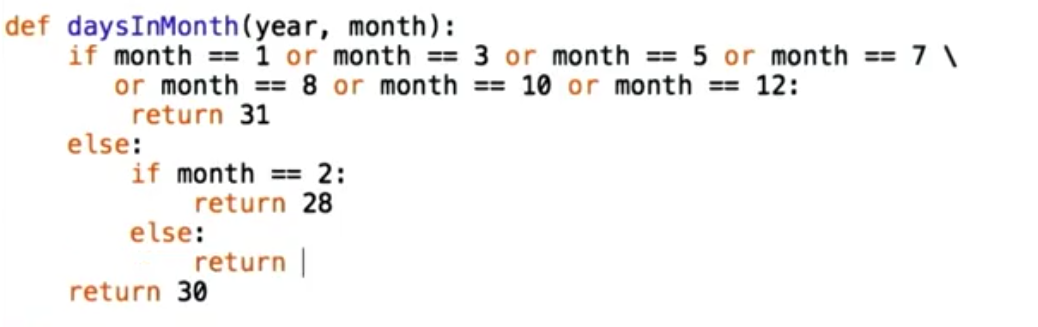 def daysInMonth(year, month):
    if month == 1 or month == 3 or month == 5 or month == 7 \
       or month == 8 or month == 10 or month == 12:
        return 31
    else:
        if month == 2:
            return 28
        else:
            return
    return 30